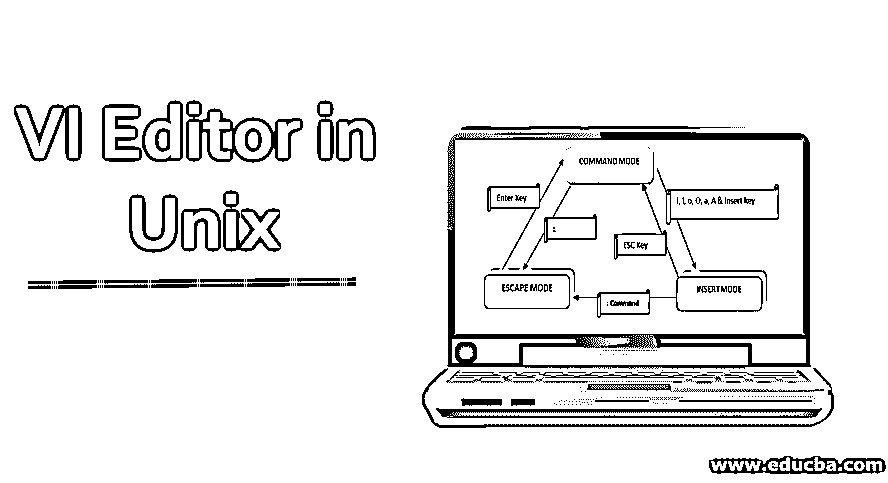 VI Editor in
Unix
COMMAND MODE
Enter Key
I, I, o, O, a, A & Insert key
:
ESC Key
ESCAPE MODE
: Command
INSERT MODE
www.educba.com